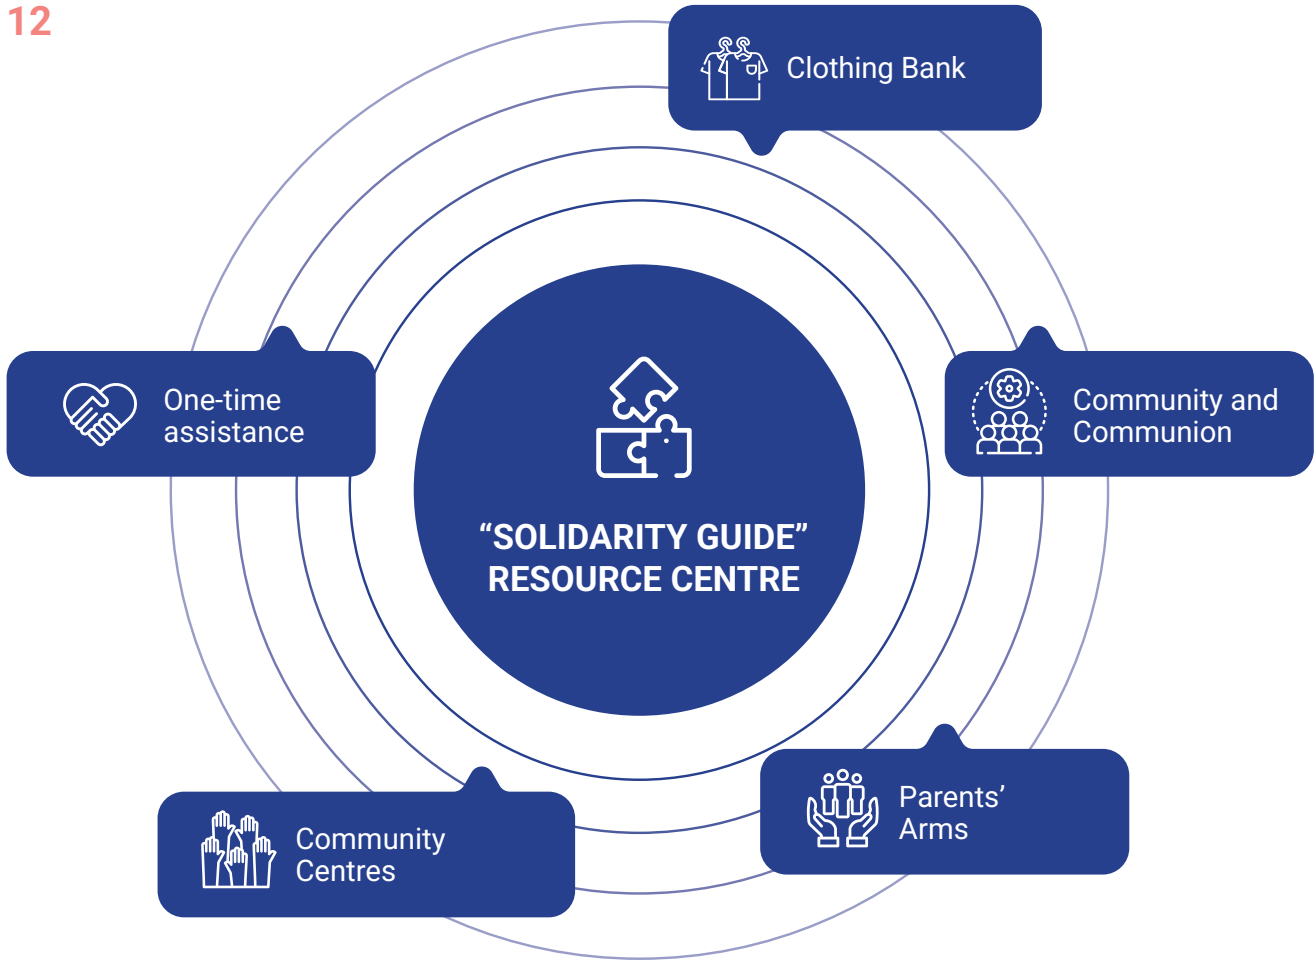 12
Clothing Bank
One-time
assistance
Community and
Communion
“SOLIDARITY GUIDE”
RESOURCE CENTRE
Parents’
Arms
Community
Centres